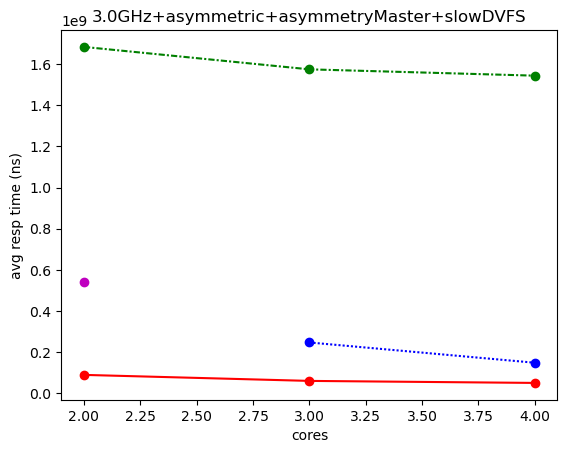 3.0GHz+asymmetric+asymmetryMaster+slowDVFS
1e9
1.6
1.4
1.2
1.0
0.8
0.6
0.4
0.2
0.0
avg resp time (ns)
2.00 2.25 2.50 2.75 3.00 3.25 3.50 3.75 4.00
cores